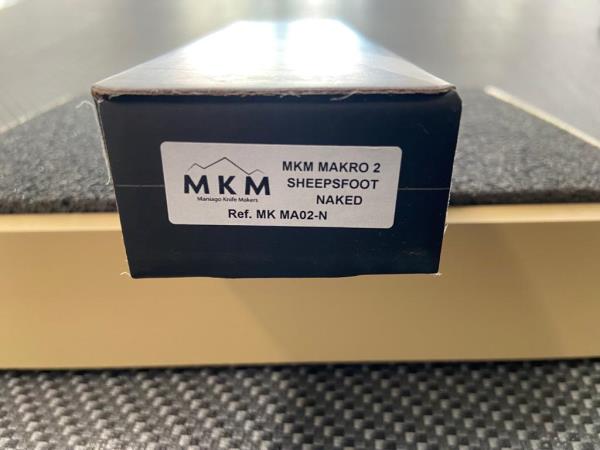 MKM
Maniago Knife Makers
MKM MAKRO 2
SHEEPSFOOT
NAKED
Ref. MK MA02-N